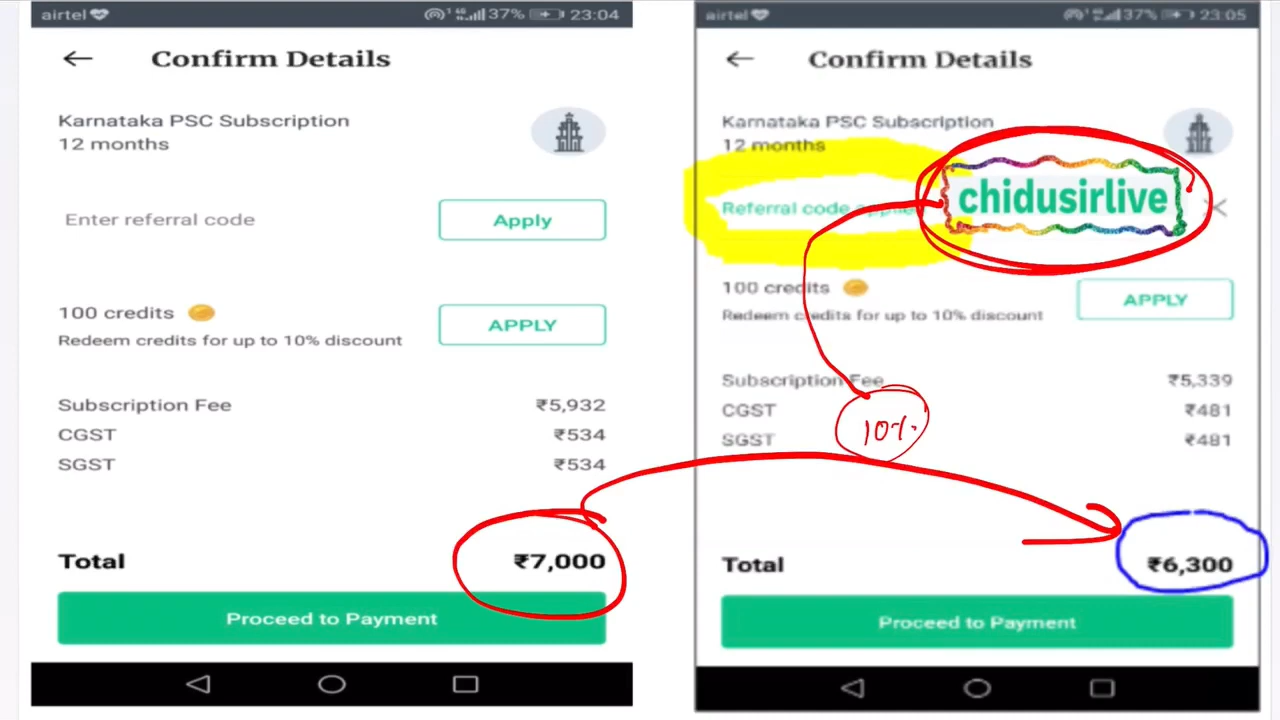 airtel 37% 23:04
Confirm Details
Karnataka PSC Subscription
12 months
Enter referral code Apply
100 credits APPLY
Redeem credits for up to 10% discount
Subscription Fee ₹5,932
CGST ₹534
SGST ₹534
Total ₹7,000
Proceed to Payment
airtel 37% 23:05
Confirm Details
Karnataka PSC Subscription
12 months
Referral code chidusirlive
100 credits APPLY
Redeem credits for up to 10% discount
Subscription Fee ₹5,339
CGST ₹481
SGST ₹481
10%
Total ₹6,300
Proceed to Payment